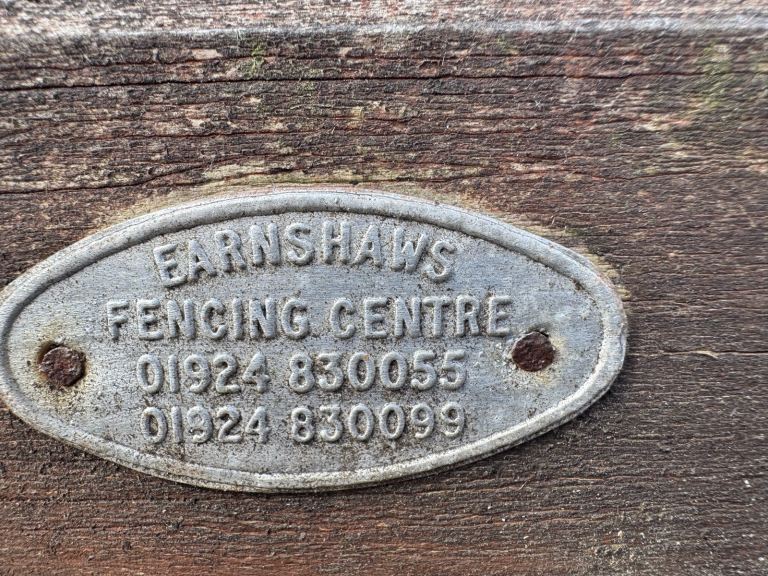 EARNSHAWS
FENCING CENTRE
01924 830055
01924 830099